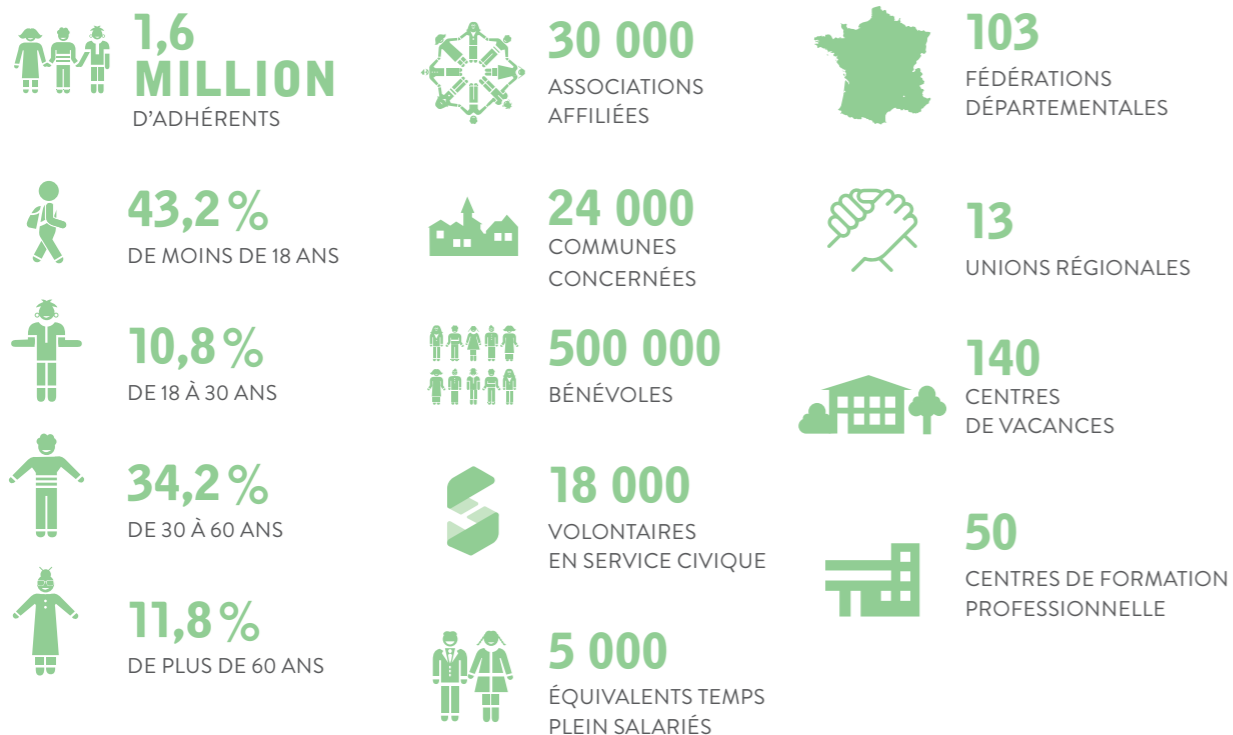 1,6
MILLION
D'ADHÉRENTS
43,2 %
DE MOINS DE 18 ANS
10,8 %
DE 18 À 30 ANS
34,2 %
DE 30 À 60 ANS
11,8 %
DE PLUS DE 60 ANS
30 000
ASSOCIATIONS
AFFILIÉES
24 000
COMMUNES
CONCERNÉES
500 000
BÉNÉVOLES
18 000
VOLONTAIRES
EN SERVICE CIVIQUE
5 000
ÉQUIVALENTS TEMPS
PLEIN SALARIÉS
103
FÉDÉRATIONS
DÉPARTEMENTALES
13
UNIONS RÉGIONALES
140
CENTRES
DE VACANCES
50
CENTRES DE FORMATION
PROFESSIONNELLE